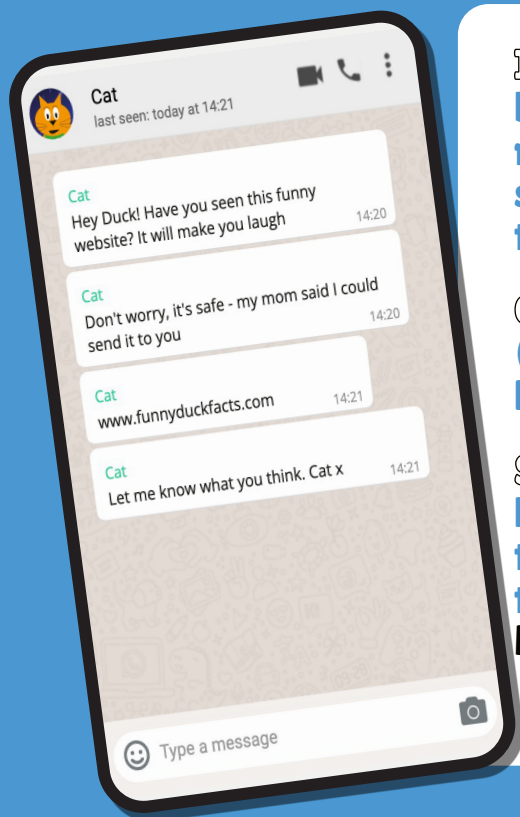 Cat
last seen: today at 14:21
Cat
Hey Duck! Have you seen this funny
website? It will make you laugh
14:20
Cat
Don't worry, it's safe - my mom said I could
send it to you
14:20
Cat
www.funnyduckfacts.com
14:21
Cat
Let me know what you think. Cat x
14:21
Type a message